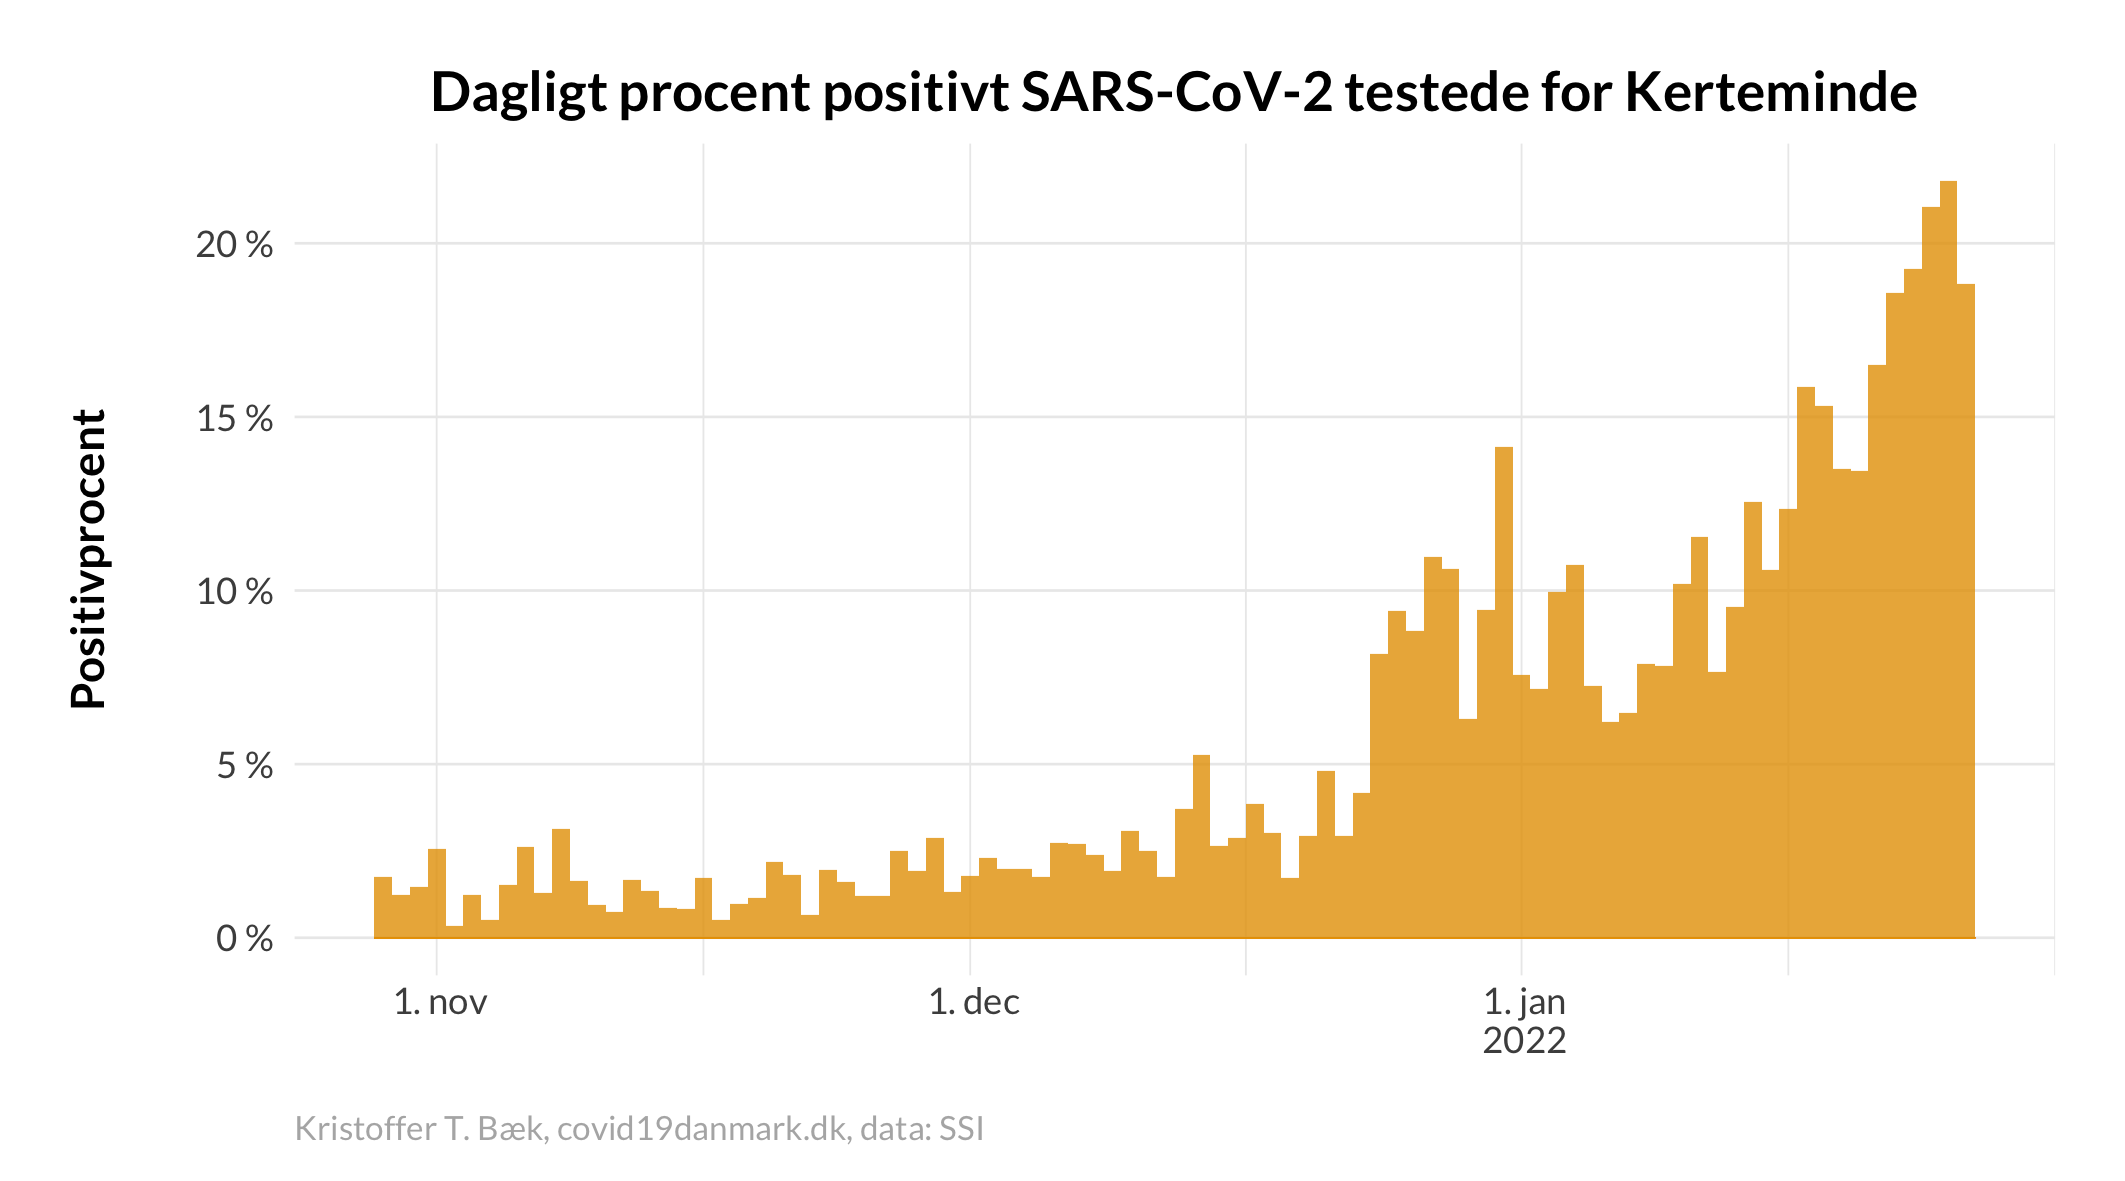 Dagligt procent positivt SARS-CoV-2 testede for Kerteminde
Positivprocent
20 %
15 %
10 %
5 %
0 %
1. nov
1. dec
1. jan
2022
Kristoffer T. Bæk, covid19danmark.dk, data: SSI